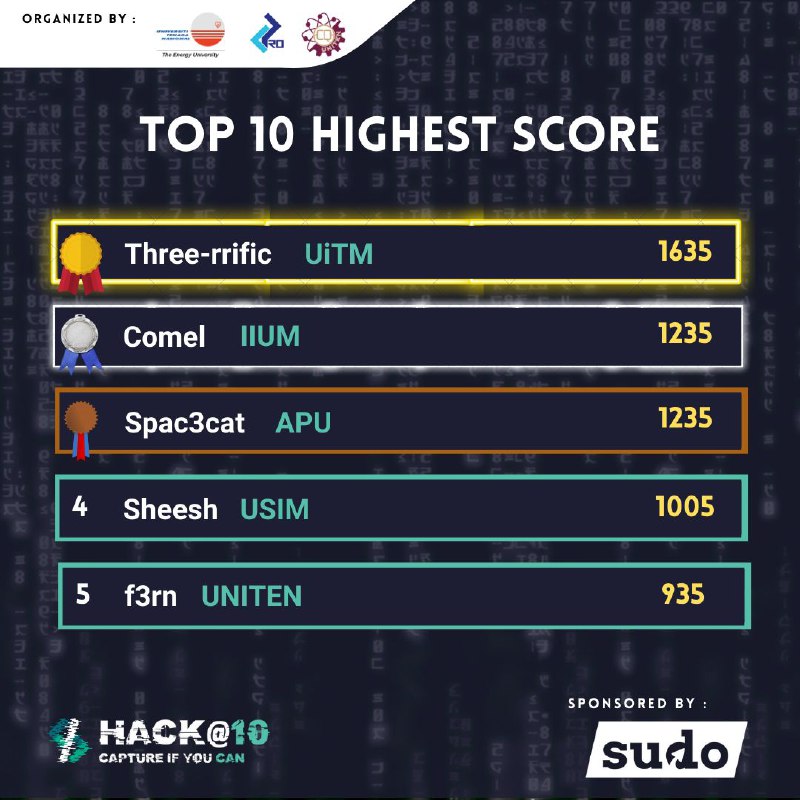 ORGANIZED BY :
The Energy University
TOP 10 HIGHEST SCORE
Three-rrific UiTM 1635
Comel IIUM 1235
Spac3cat APU 1235
4 Sheesh USIM 1005
5 f3rn UNITEN 935
SPONSORED BY :
HACK@10
CAPTURE IF YOU CAN
sudo